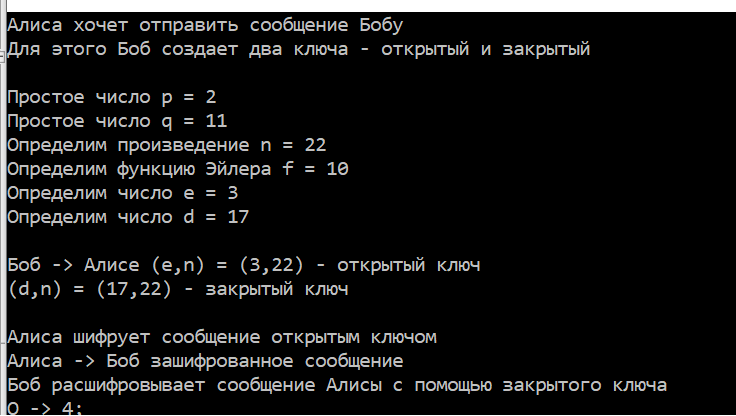 Алиса хочет отправить сообщение Бобу
Для этого Боб создает два ключа - открытый и закрытый
Простое число p = 2
Простое число q = 11
Определим произведение n = 22
Определим функцию Эйлера f = 10
Определим число e = 3
Определим число d = 17
Боб -> Алисе (e,n) = (3,22) - открытый ключ
(d,n) = (17,22) - закрытый ключ
Алиса шифрует сообщение открытым ключом
Алиса -> Боб зашифрованное сообщение
Боб расшифровывает сообщение Алисы с помощью закрытого ключа
О -> 4;